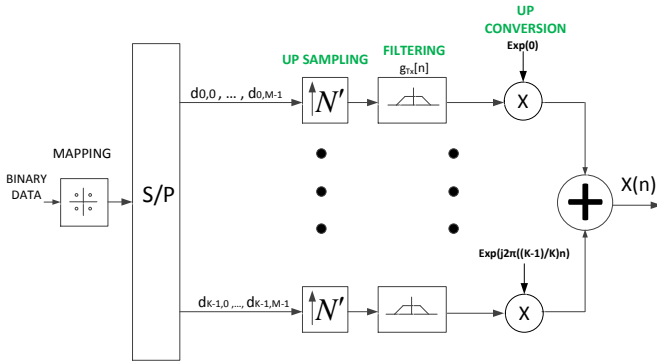 UP
CONVERSION
Exp(0)
UP SAMPLING
FILTERING
gTx[n]
d0,0 , ... , d0,M-1
N'
X
MAPPING
BINARY
DATA
S/P
X(n)
+
Exp(j2π((K-1)/K)n)
dK-1,0 ,..., dK-1,M-1
N'
X